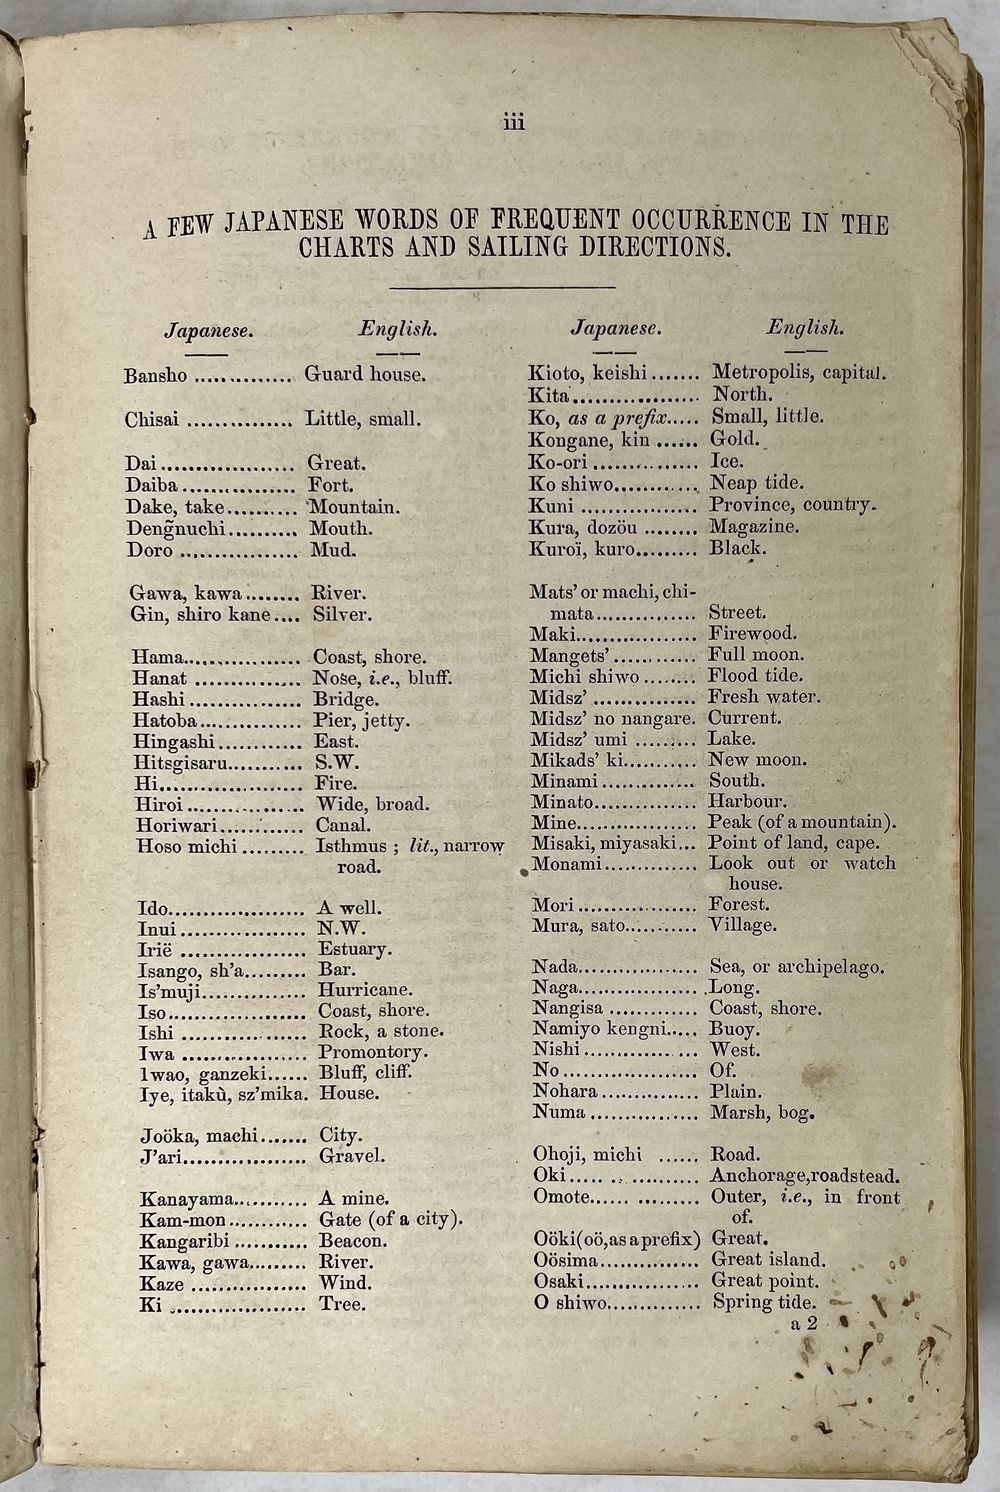 iii
A FEW JAPANESE WORDS OF FREQUENT OCCURRENCE IN THE
CHARTS AND SAILING DIRECTIONS.
Japanese. English.
Bansho .............. Guard house.
Chisai ............... Little, small.
Dai................... Great.
Daiba................ Fort.
Dake, take.......... Mountain.
Deng̃nuchi.......... Mouth.
Doro ................. Mud.
Gawa, kawa........ River.
Gin, shiro kane.... Silver.
Hama................. Coast, shore.
Hanat ............... Nose, i.e., bluff.
Hashi................ Bridge.
Hatoba............... Pier, jetty.
Hingashi............ East.
Hitsgisaru........... S.W.
Hi..................... Fire.
Hiroi ................. Wide, broad.
Horiwari............ Canal.
Hoso michi ......... Isthmus ; lit., narrow
road.
Ido.................... A well.
Inui .................. N.W.
Irië .................. Estuary.
Isango, sh'a......... Bar.
Is'muji............... Hurricane.
Iso.................... Coast, shore.
Ishi .................. Rock, a stone.
Iwa .................. Promontory.
Iwao, ganzeki...... Bluff, cliff.
Iye, itakù, sz'mika. House.
Joöka, machi....... City.
J'ari.................. Gravel.
Kanayama........... A mine.
Kam-mon............ Gate (of a city).
Kangaribi ........... Beacon.
Kawa, gawa......... River.
Kaze ................. Wind.
Ki .................... Tree.
Japanese. English.
Kioto, keishi....... Metropolis, capital.
Kita................... North.
Ko, as a prefix..... Small, little.
Kongane, kin ...... Gold.
Ko-ori ............... Ice.
Ko shiwo............ Neap tide.
Kuni ................. Province, country.
Kura, dozöu ........ Magazine.
Kuroï, kuro......... Black.
Mats' or machi, chi-
mata............... Street.
Maki................. Firewood.
Mangets' ............ Full moon.
Michi shiwo ........ Flood tide.
Midsz' ............... Fresh water.
Midsz' no nangare. Current.
Midsz' umi ......... Lake.
Mikads' ki........... New moon.
Minami.............. South.
Minato............... Harbour.
Mine................. Peak (of a mountain).
Misaki, miyasaki... Point of land, cape.
Monami.............. Look out or watch
house.
Mori ................. Forest.
Mura, sato.......... Village.
Nada................. Sea, or archipelago.
Naga................. Long.
Nangisa ............. Coast, shore.
Namiyo kengni..... Buoy.
Nishi ................ West.
No..................... Of.
Nohara............... Plain.
Numa ................ Marsh, bog.
Ohoji, michi ...... Road.
Oki................... Anchorage, roadstead.
Omote................ Outer, i.e., in front
of.
Oöki (oö, as a prefix) Great.
Oösima............... Great island.
Osaki................. Great point.
O shiwo.............. Spring tide.
a 2